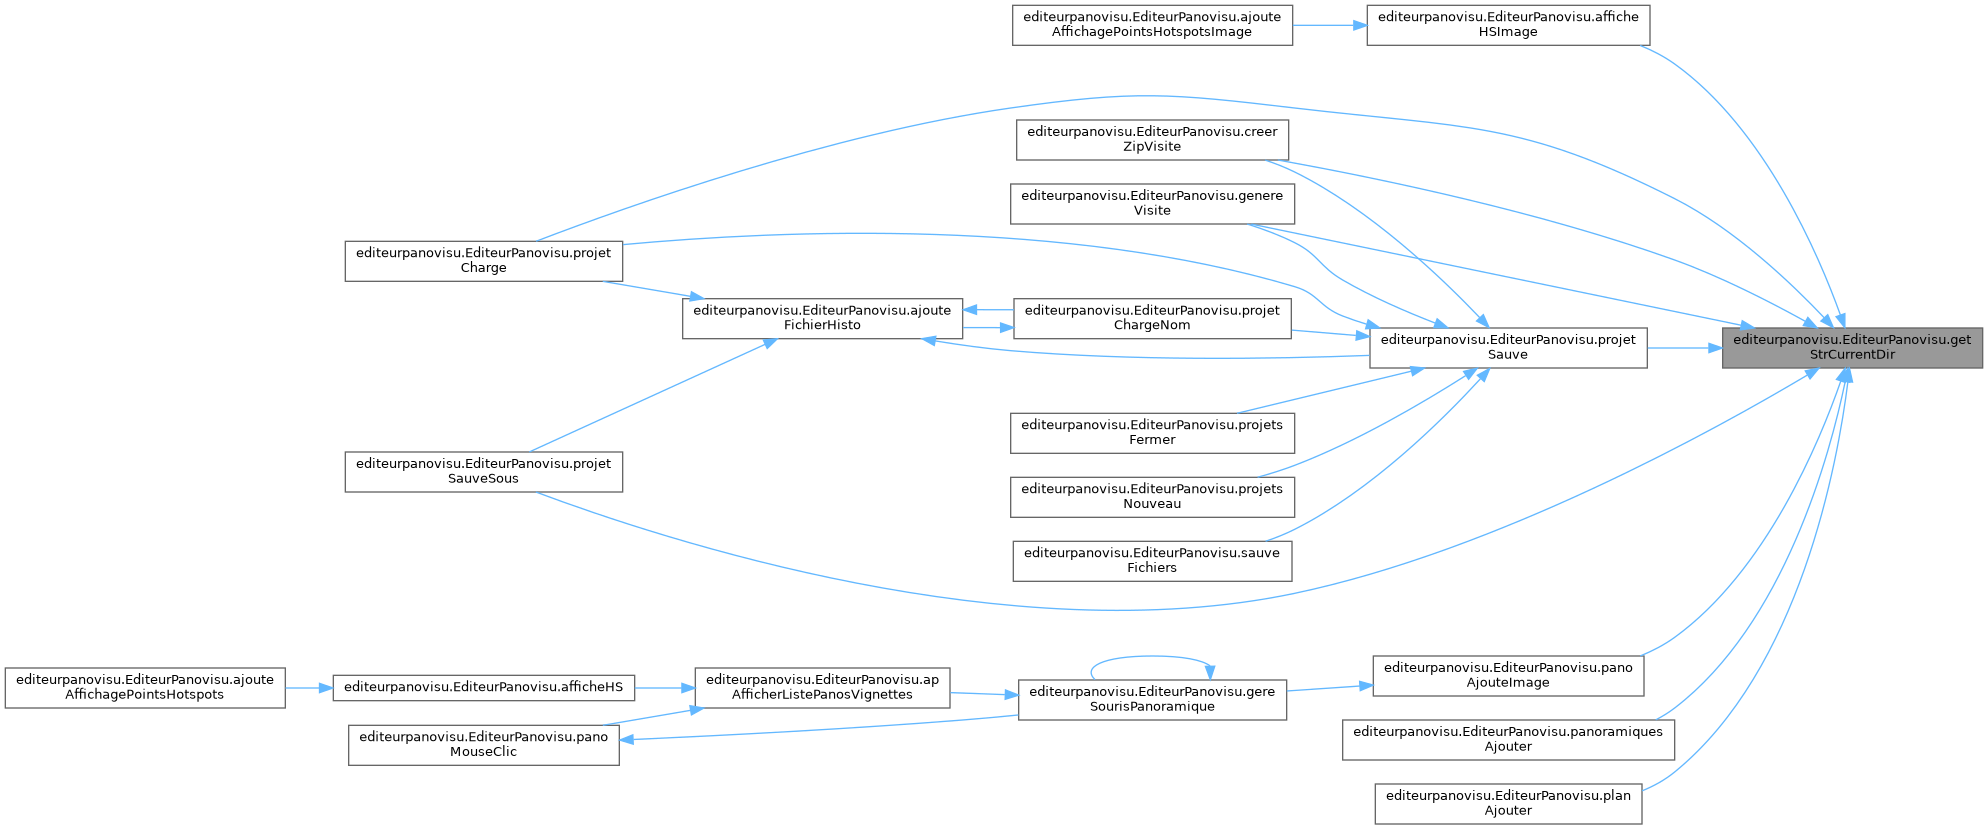 editeurpanovisu.EditeurPanovisu.ajoute
AffichagePointsHotspotsImage
editeurpanovisu.EditeurPanovisu.affiche
HSImage
editeurpanovisu.EditeurPanovisu.creer
ZipVisite
editeurpanovisu.EditeurPanovisu.genere
Visite
editeurpanovisu.EditeurPanovisu.projet
Charge
editeurpanovisu.EditeurPanovisu.ajoute
FichierHisto
editeurpanovisu.EditeurPanovisu.projet
ChargeNom
editeurpanovisu.EditeurPanovisu.projet
Sauve
editeurpanovisu.EditeurPanovisu.get
StrCurrentDir
editeurpanovisu.EditeurPanovisu.projets
Fermer
editeurpanovisu.EditeurPanovisu.projet
SauveSous
editeurpanovisu.EditeurPanovisu.projets
Nouveau
editeurpanovisu.EditeurPanovisu.sauve
Fichiers
editeurpanovisu.EditeurPanovisu.ajoute
AffichagePointsHotspots
editeurpanovisu.EditeurPanovisu.afficheHS
editeurpanovisu.EditeurPanovisu.ap
AfficherListePanosVignettes
editeurpanovisu.EditeurPanovisu.gere
SourisPanoramique
editeurpanovisu.EditeurPanovisu.pano
AjouteImage
editeurpanovisu.EditeurPanovisu.pano
MouseClic
editeurpanovisu.EditeurPanovisu.panoramiques
Ajouter
editeurpanovisu.EditeurPanovisu.plan
Ajouter